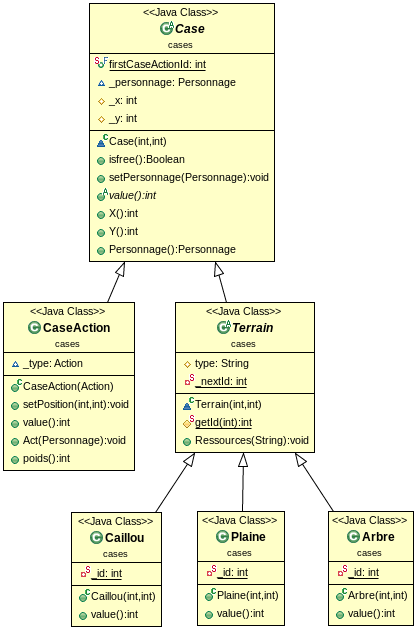 <<Java Class>>
Case
cases
firstCaseActionId: int
_personnage: Personnage
_x: int
_y: int
Case(int,int)
isfree():Boolean
setPersonnage(Personnage):void
value():int
X():int
Y():int
Personnage():Personnage
<<Java Class>>
CaseAction
cases
_type: Action
CaseAction(Action)
setPosition(int,int):void
value():int
Act(Personnage):void
poids():int
<<Java Class>>
Terrain
cases
type: String
_nextId: int
Terrain(int,int)
getId(int):int
Ressources(String):void
<<Java Class>>
Caillou
cases
_id: int
Caillou(int,int)
value():int
<<Java Class>>
Plaine
cases
_id: int
Plaine(int,int)
value():int
<<Java Class>>
Arbre
cases
_id: int
Arbre(int,int)
value():int